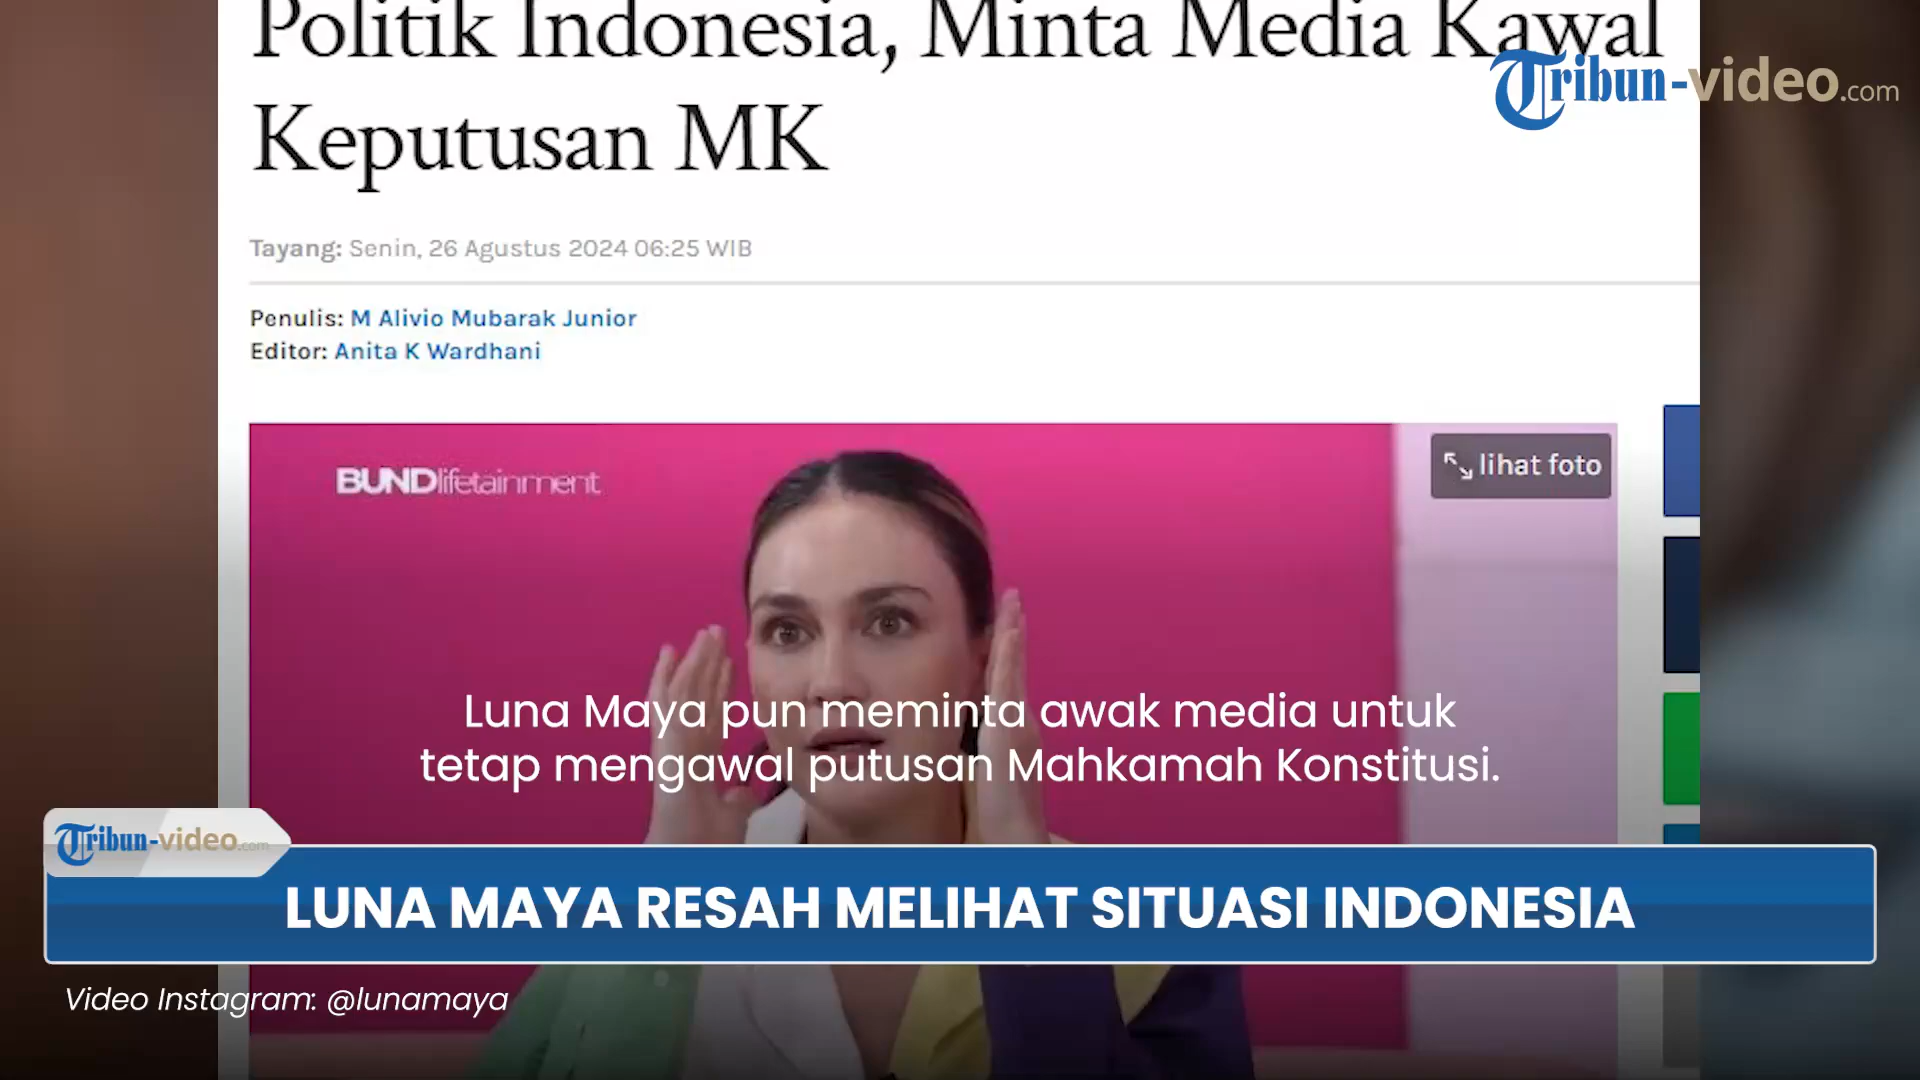 Politik Indonesia, Minta Media Kawal
Keputusan MK
Tribun-video.com
Tayang: Senin, 26 Agustus 2024 06:25 WIB
Penulis: M Alivio Mubarak Junior
Editor: Anita K Wardhani
BUNDlifetainment
lihat foto
Luna Maya pun meminta awak media untuk
tetap mengawal putusan Mahkamah Konstitusi.
Tribun-video.com
LUNA MAYA RESAH MELIHAT SITUASI INDONESIA
Video Instagram: @lunamaya